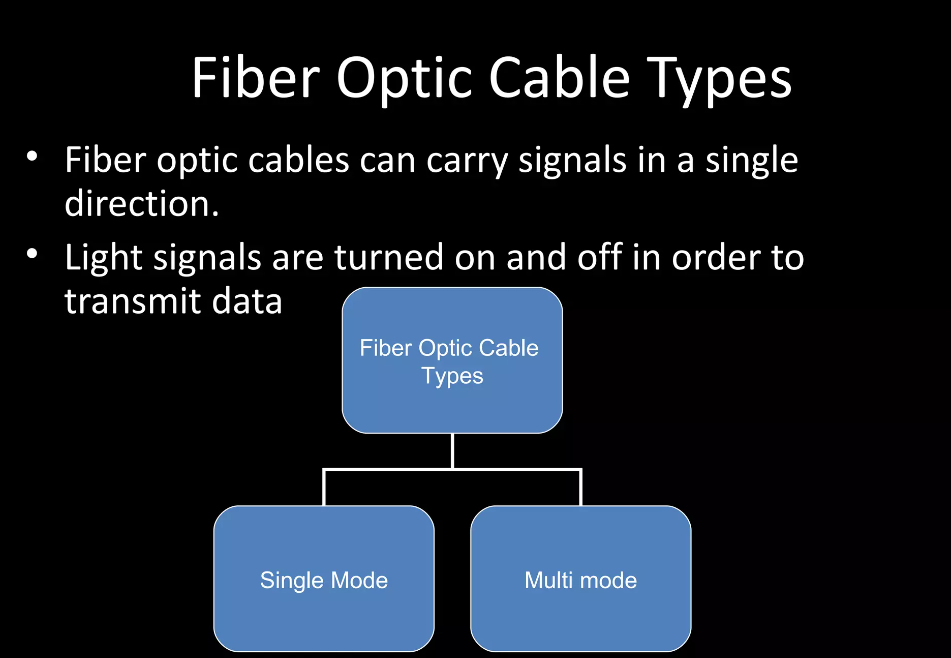 Fiber Optic Cable Types
• Fiber optic cables can carry signals in a single
direction.
• Light signals are turned on and off in order to
transmit data
Fiber Optic Cable
Types
Single Mode
Multi mode